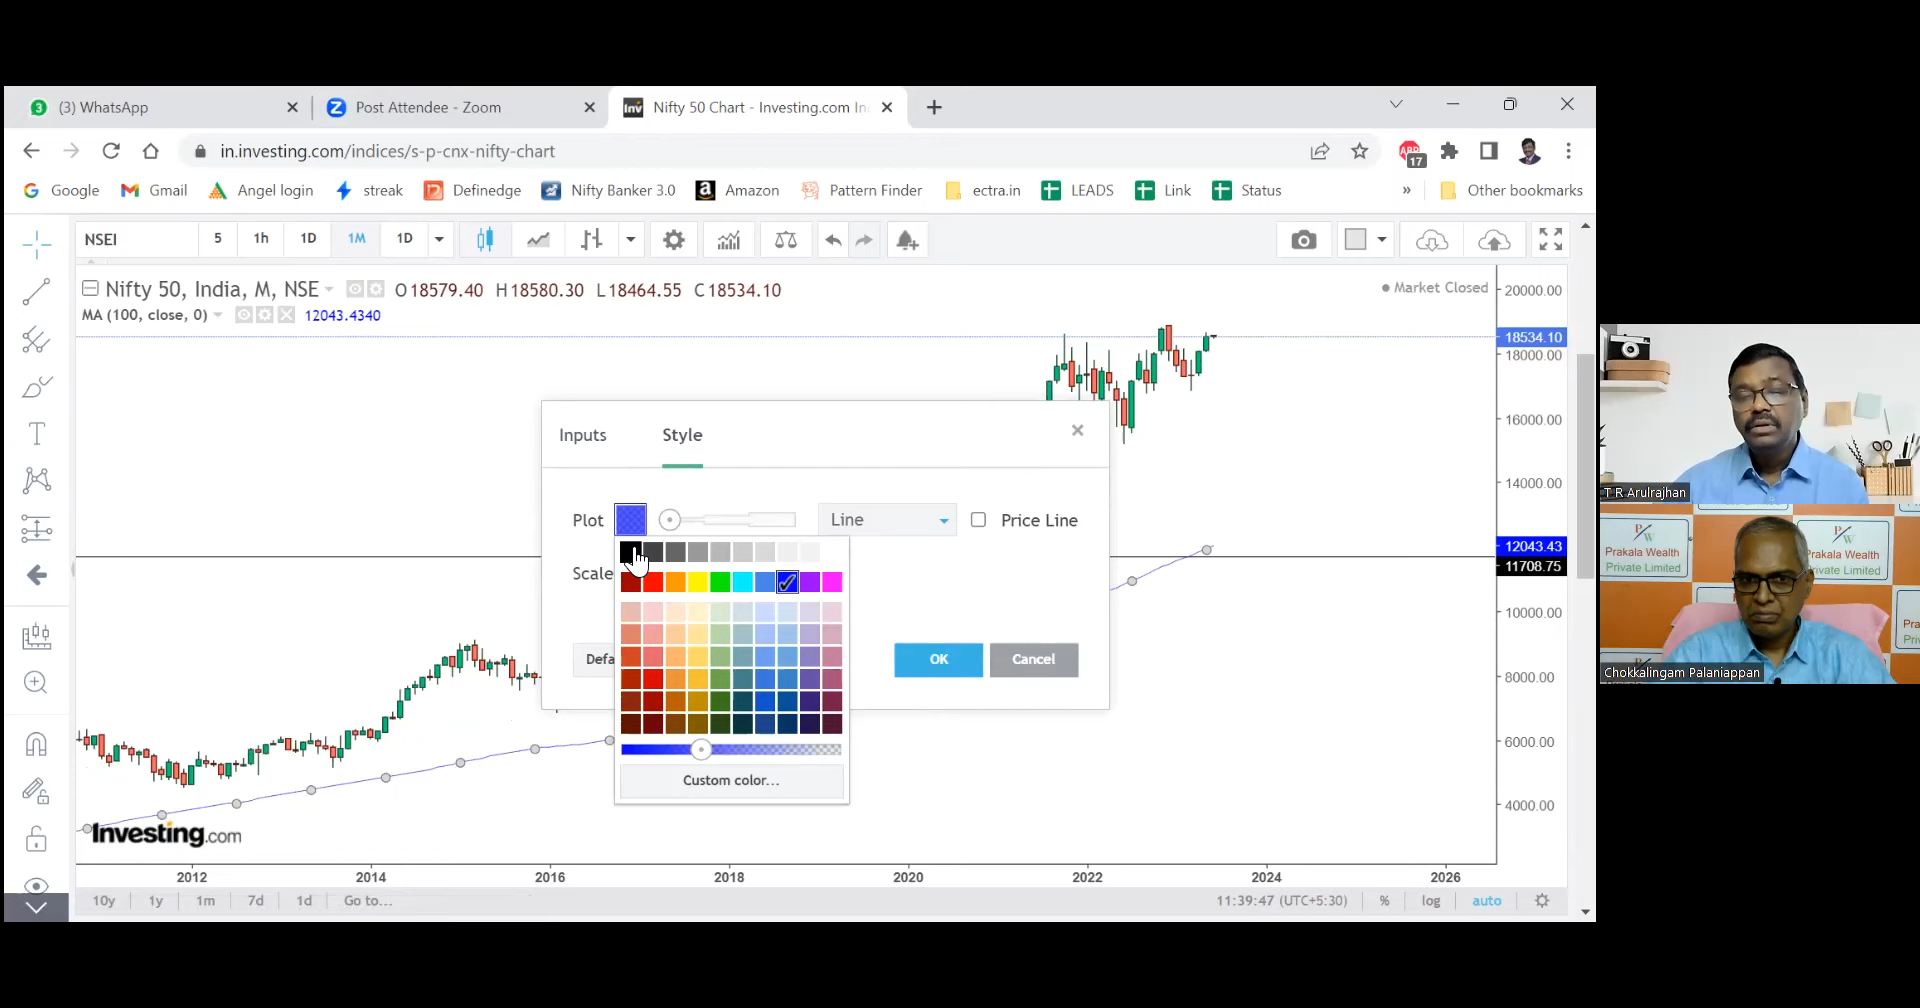 3 (3) WhatsApp
Post Attendee - Zoom
Inv Nifty 50 Chart - Investing.com In
in.investing.com/indices/s-p-cnx-nifty-chart
ABP 17
Google Gmail Angel login streak Definedge Nifty Banker 3.0 Amazon Pattern Finder ectra.in LEADS Link Status » Other bookmarks
NSEI 5 1h 1D 1M 1D
Nifty 50, India, M, NSE O 18579.40 H 18580.30 L 18464.55 C 18534.10
Market Closed
MA (100, close, 0) 12043.4340
20000.00
18534.10
18000.00
16000.00
14000.00
12043.43
11708.75
10000.00
8000.00
6000.00
4000.00
Inputs Style
Plot Line Price Line
Scale
Defa OK Cancel
Custom color...
Investing.com
2012 2014 2016 2018 2020 2022 2024 2026
10y 1y 1m 7d 1d Go to... 11:39:47 (UTC+5:30) % log auto
T R Arulrajhan
P W
Prakala Wealth
Private Limited
P W
Prakala Wealth
Private Limited
Chokkalingam Palaniappan